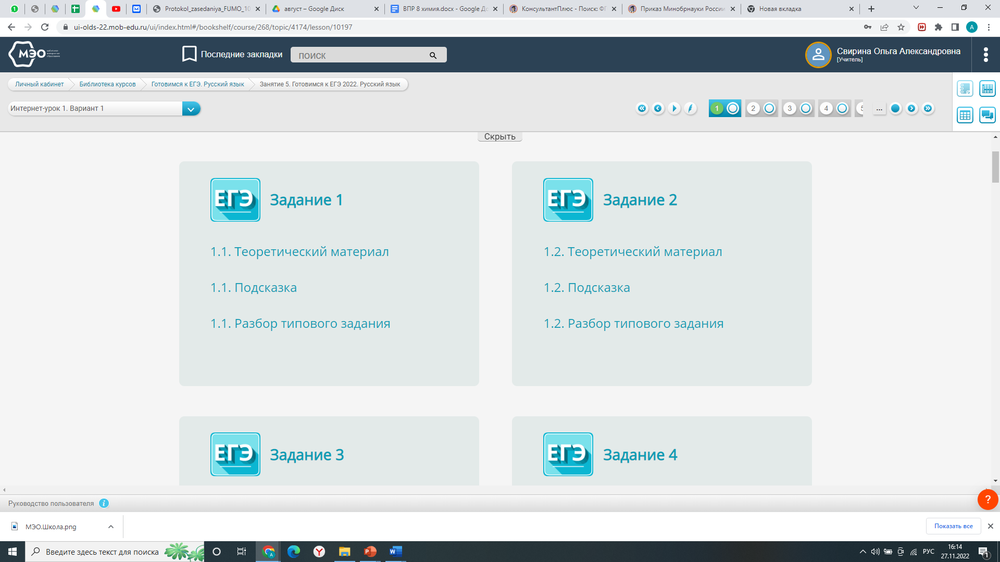 Protokol_zasedaniya_FUMO_10
август – Google Диск
ВПР 8 химия.docx - Google До
КонсультантПлюс - Поиск: ФГ
Приказ Минобрнауки России
Новая вкладка
ui-olds-22.mob-edu.ru/ui/index.html#/bookshelf/course/268/topic/4174/lesson/10197
А
МЭО
Последние закладки
поиск
Свирина Ольга Александровна
[Учитель]
Личный кабинет
Библиотека курсов
Готовимся к ЕГЭ. Русский язык
Занятие 5. Готовимся к ЕГЭ 2022. Русский язык
Интернет-урок 1. Вариант 1
1 2 3 4 5 ...
Скрыть
ЕГЭ Задание 1
1.1. Теоретический материал
1.1. Подсказка
1.1. Разбор типового задания
ЕГЭ Задание 2
1.2. Теоретический материал
1.2. Подсказка
1.2. Разбор типового задания
ЕГЭ Задание 3
ЕГЭ Задание 4
Руководство пользователя i
?
МЭО.Школа.png
Показать все
Введите здесь текст для поиска
РУС
16:14
27.11.2022
1